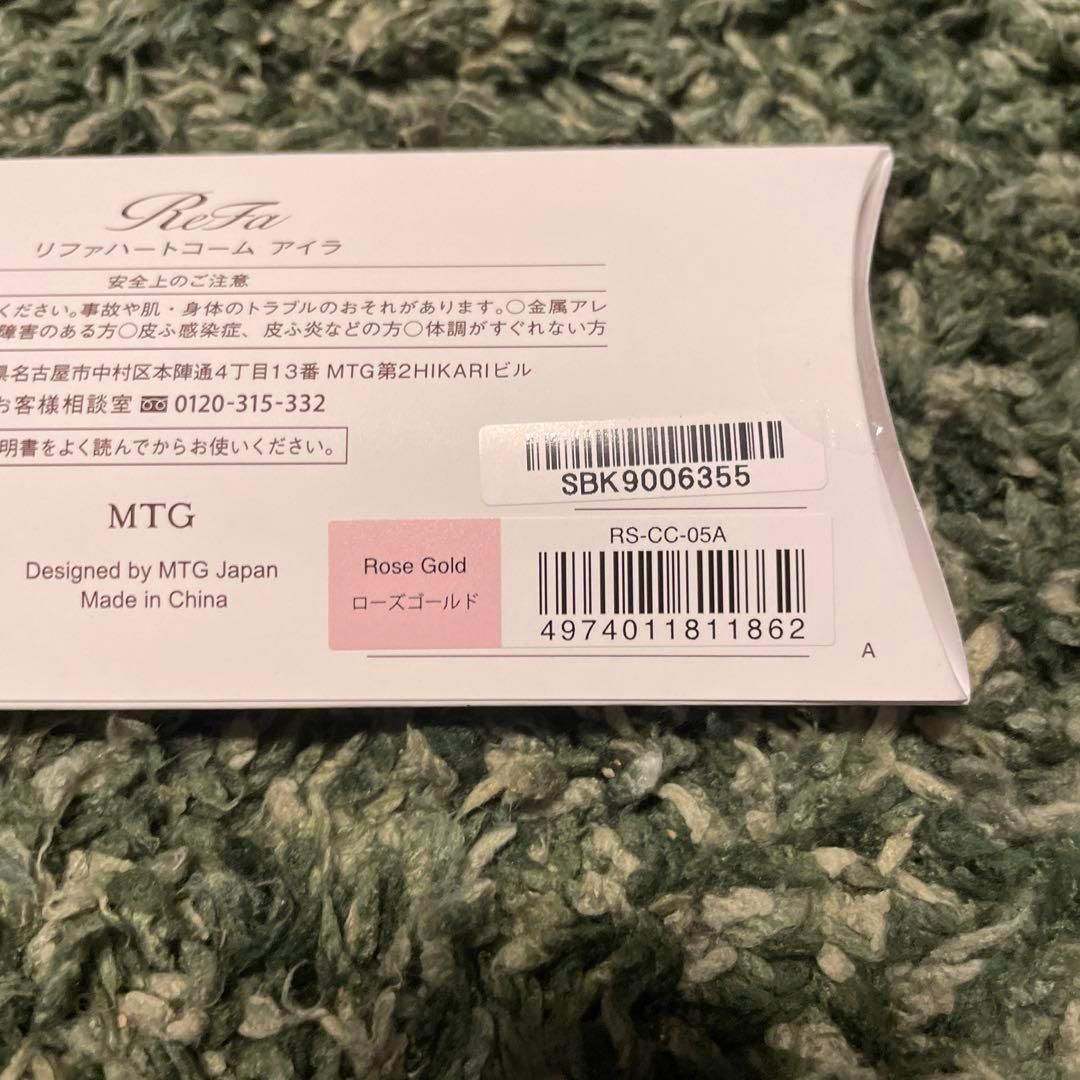 ReFa
リファハートコーム アイラ
安全上のご注意
ください。事故や肌・身体のトラブルのおそれがあります。○金属アレ
障害のある方○皮ふ感染症、皮ふ炎などの方○体調がすぐれない方
県名古屋市中村区本陣通4丁目13番 MTG第2HIKARIビル
お客様相談室 0120-315-332
明書をよく読んでからお使いください。
SBK9006355
MTG
RS-CC-05A
Rose Gold
ローズゴールド
4974011811862
Designed by MTG Japan
Made in China
A